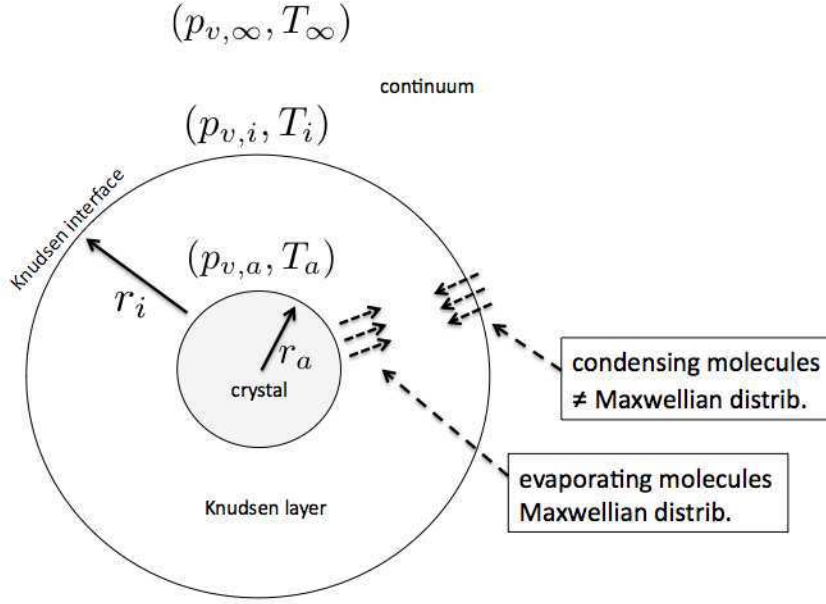 (p_{v,∞}, T_∞)
continuum
(p_{v,i}, T_i)
Knudsen interface
(p_{v,a}, T_a)
r_i
r_a
crystal
condensing molecules
≠ Maxwellian distrib.
evaporating molecules
Maxwellian distrib.
Knudsen layer